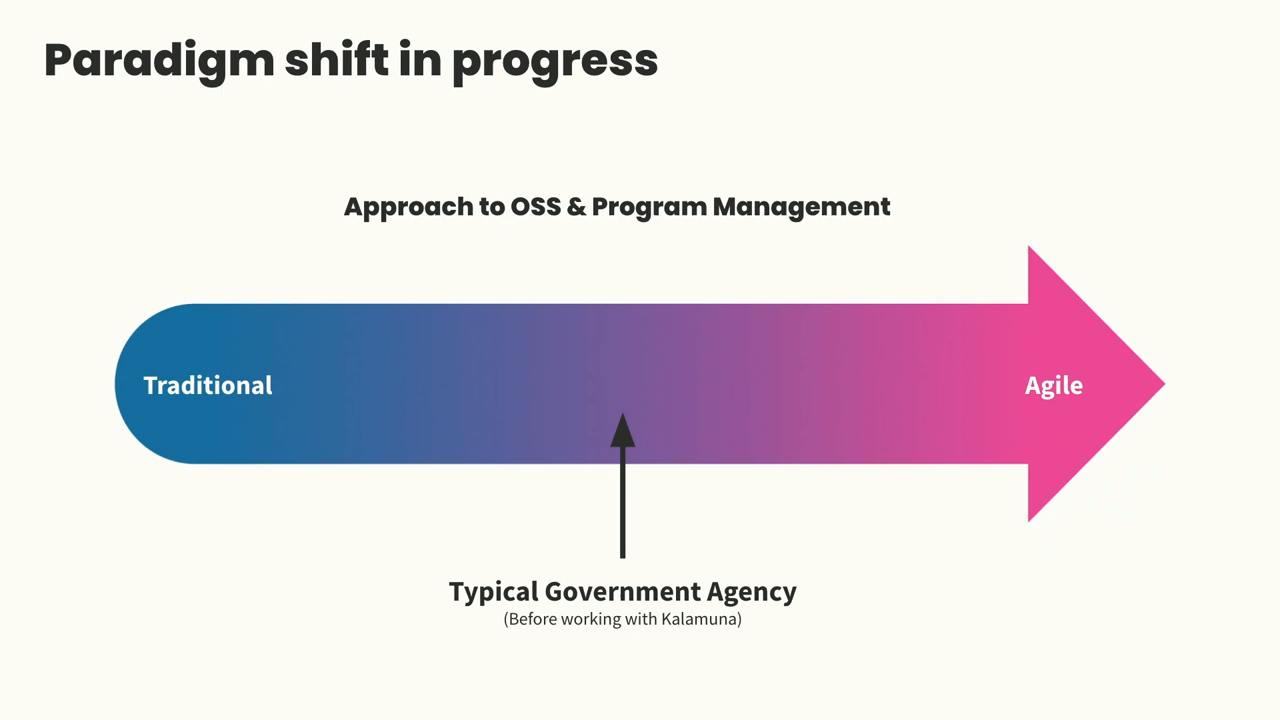 Paradigm shift in progress
Approach to OSS & Program Management
Traditional
Agile
Typical Government Agency
(Before working with Kalamuna)